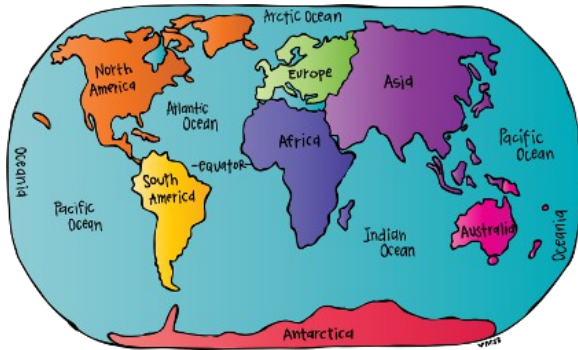 Arctic Ocean
North
America
Europe
Asia
Atlantic
Ocean
Africa
Pacific
Ocean
Oceania
equator
South
America
Pacific
Ocean
Indian
Ocean
Australia
Oceania
Antarctica